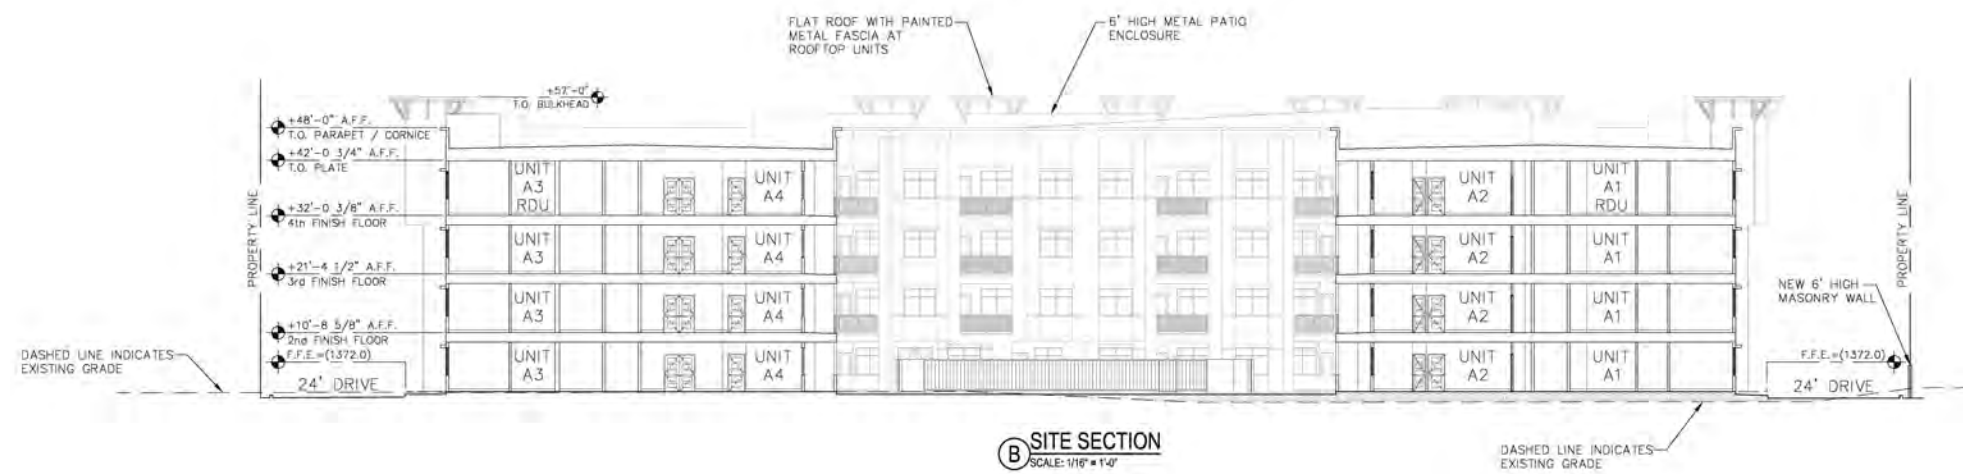 FLAT ROOF WITH PAINTED
METAL FASCIA AT
ROOFTOP UNITS
6' HIGH METAL PATIO
ENCLOSURE
+57'-0"
T.O. BULKHEAD
+48'-0" A.F.F.
T.O. PARAPET / CORNICE
+42'-0 3/4" A.F.F.
T.O. PLATE
+32'-0 3/8" A.F.F.
4th FINISH FLOOR
+21'-4 1/2" A.F.F.
3rd FINISH FLOOR
+10'-8 5/8" A.F.F.
2nd FINISH FLOOR
F.F.E.=(1372.0)
PROPERTY LINE
24' DRIVE
DASHED LINE INDICATES
EXISTING GRADE
UNIT
A3
RDU
UNIT
A4
UNIT
A2
UNIT
A1
RDU
UNIT
A3
UNIT
A4
UNIT
A2
UNIT
A1
UNIT
A3
UNIT
A4
UNIT
A2
UNIT
A1
UNIT
A3
UNIT
A4
UNIT
A2
UNIT
A1
PROPERTY LINE
NEW 6' HIGH
MASONRY WALL
F.F.E.=(1372.0)
24' DRIVE
B SITE SECTION
SCALE: 1/16" = 1'-0"
DASHED LINE INDICATES
EXISTING GRADE